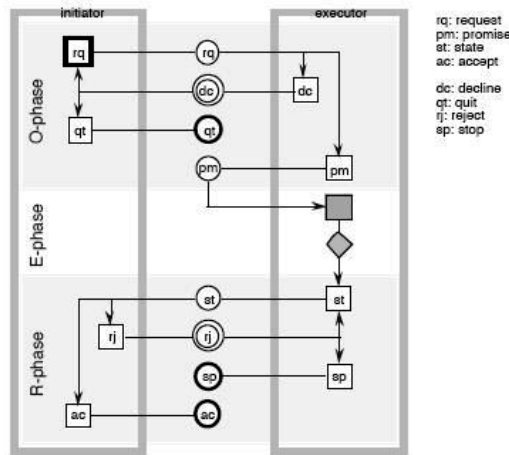 initiator
executor
rq: request
pm: promise
st: state
ac: accept
dc: decline
qt: quit
rj: reject
sp: stop
O-phase
rq
rq
dc
dc
qt
qt
pm
pm
E-phase
R-phase
st
st
rj
rj
sp
sp
ac
ac